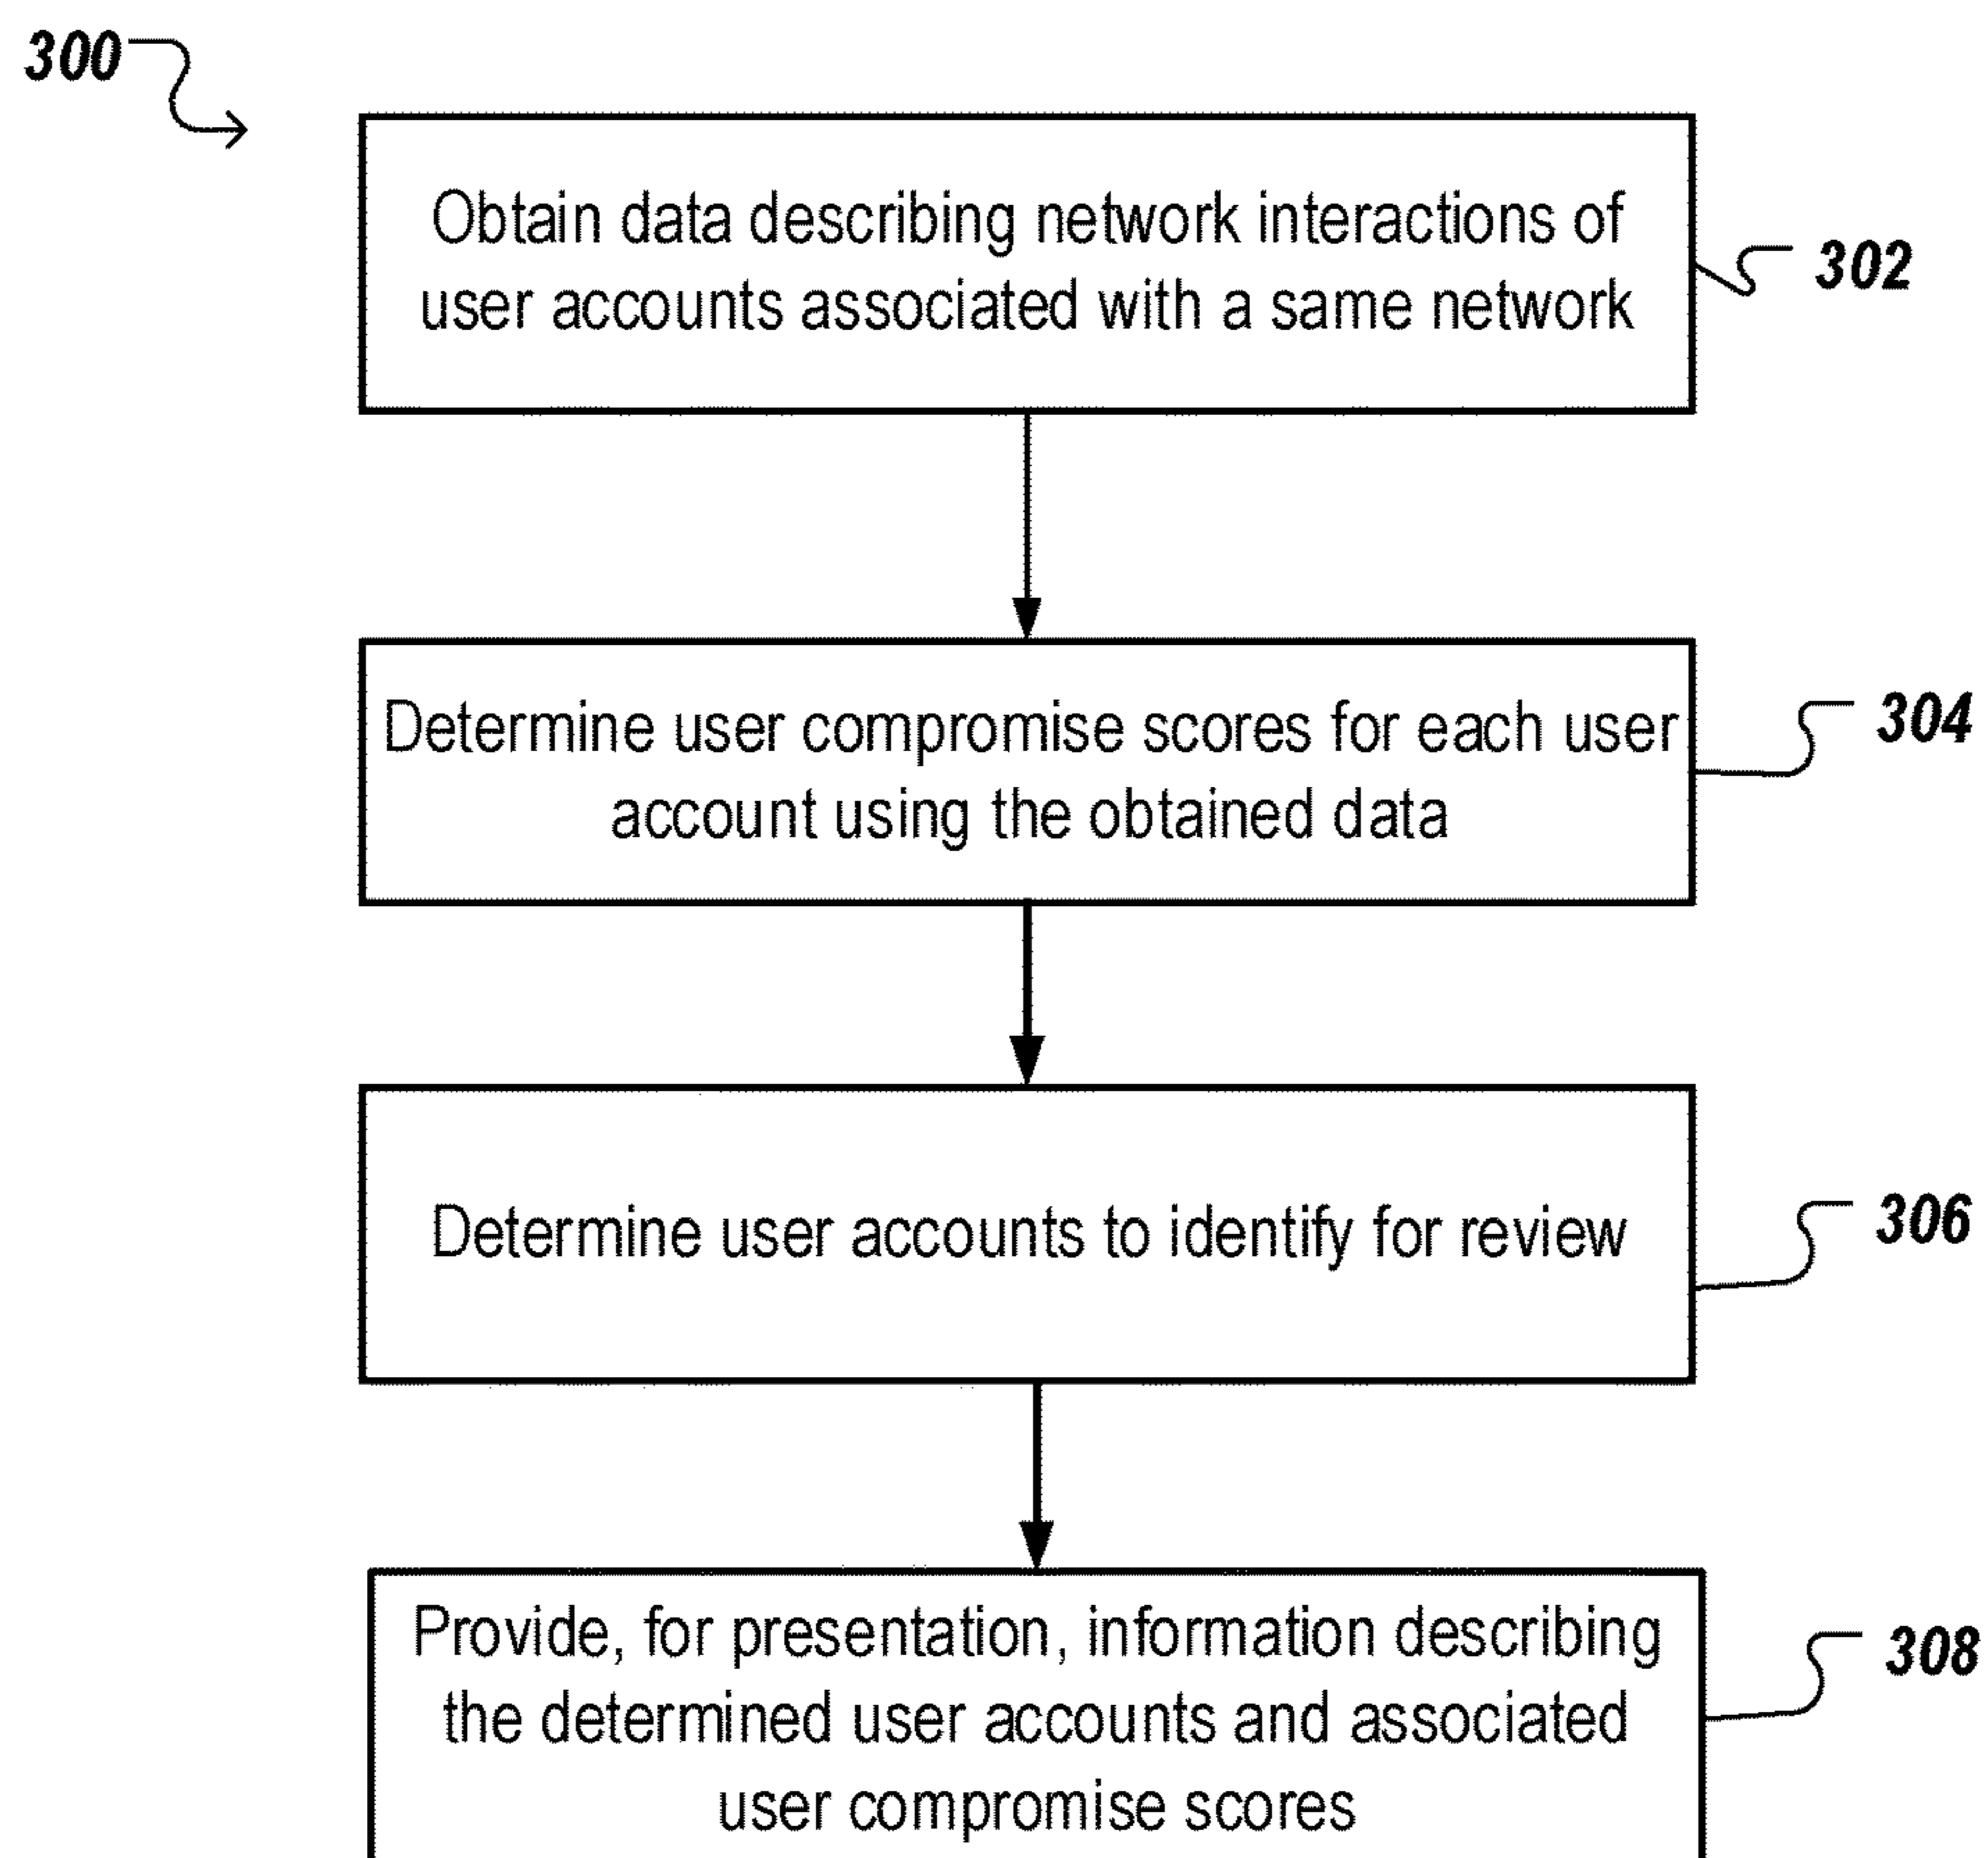 300
Obtain data describing network interactions of
user accounts associated with a same network
302
Determine user compromise scores for each user
account using the obtained data
304
Determine user accounts to identify for review
306
Provide, for presentation, information describing
the determined user accounts and associated
user compromise scores
308